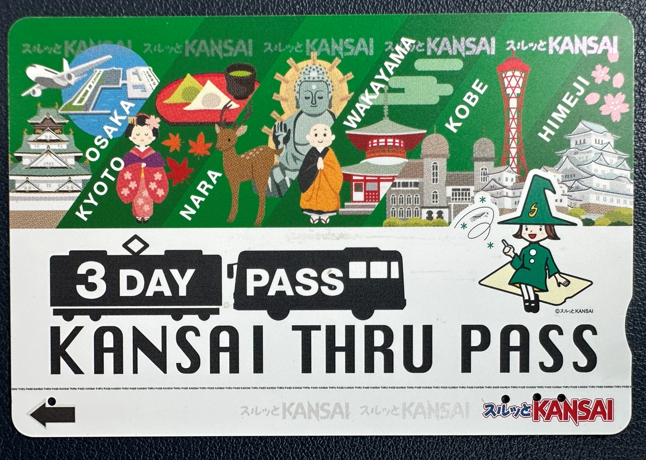 スルッとKANSAI スルッとKANSAI スルッとKANSAI スルッとKANSAI スルッとKANSAI
OSAKA
KYOTO
NARA
WAKAYAMA
KOBE
HIMEJI
3 DAY PASS
©スルッとKANSAI
KANSAI THRU PASS
スルッとKANSAI スルッとKANSAI スルッとKANSAI